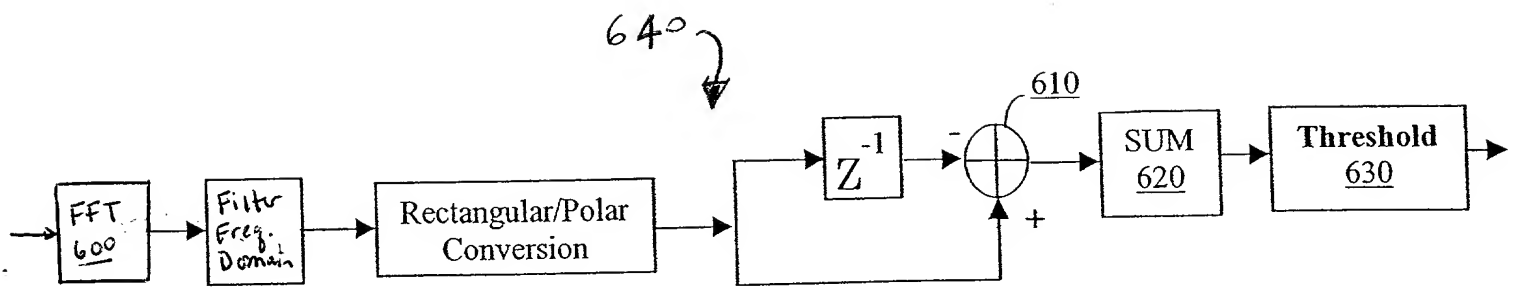 640
610
-1
Z
-
+
SUM
620
Threshold
630
FFT
600
Filter
Freq.
Domain
Rectangular/Polar
Conversion